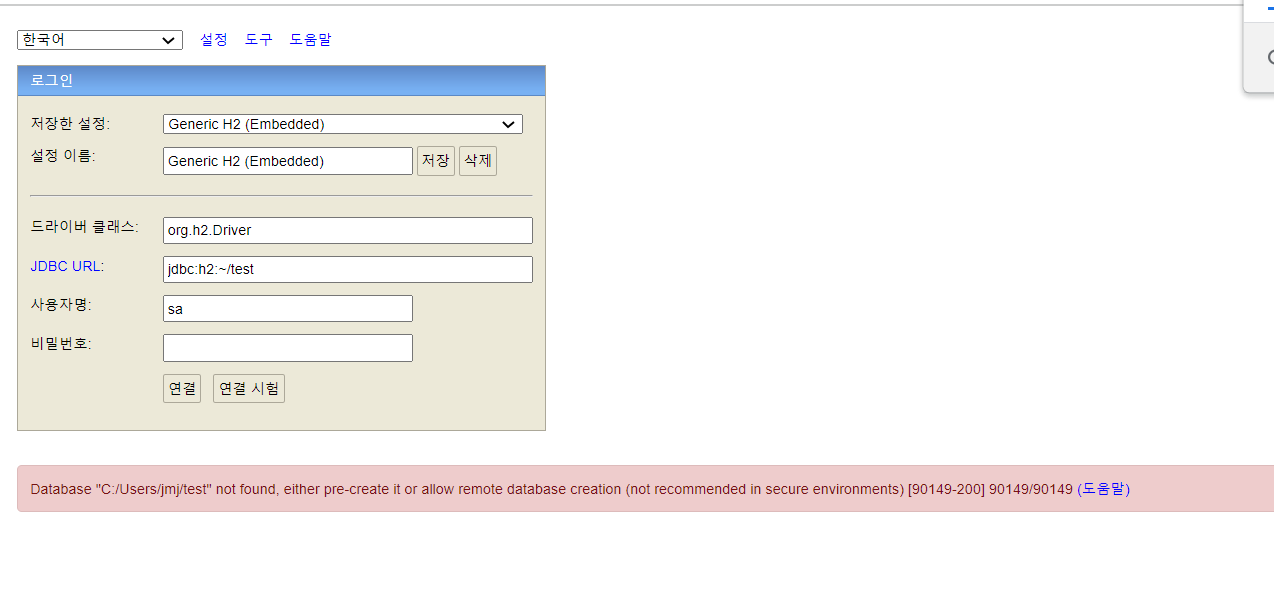 한국어 설정 도구 도움말
로그인
저장한 설정: Generic H2 (Embedded)
설정 이름: Generic H2 (Embedded) 저장 삭제
드라이버 클래스: org.h2.Driver
JDBC URL: jdbc:h2:~/test
사용자명: sa
비밀번호:
연결 연결 시험
Database "C:/Users/jmj/test" not found, either pre-create it or allow remote database creation (not recommended in secure environments) [90149-200] 90149/90149 (도움말)